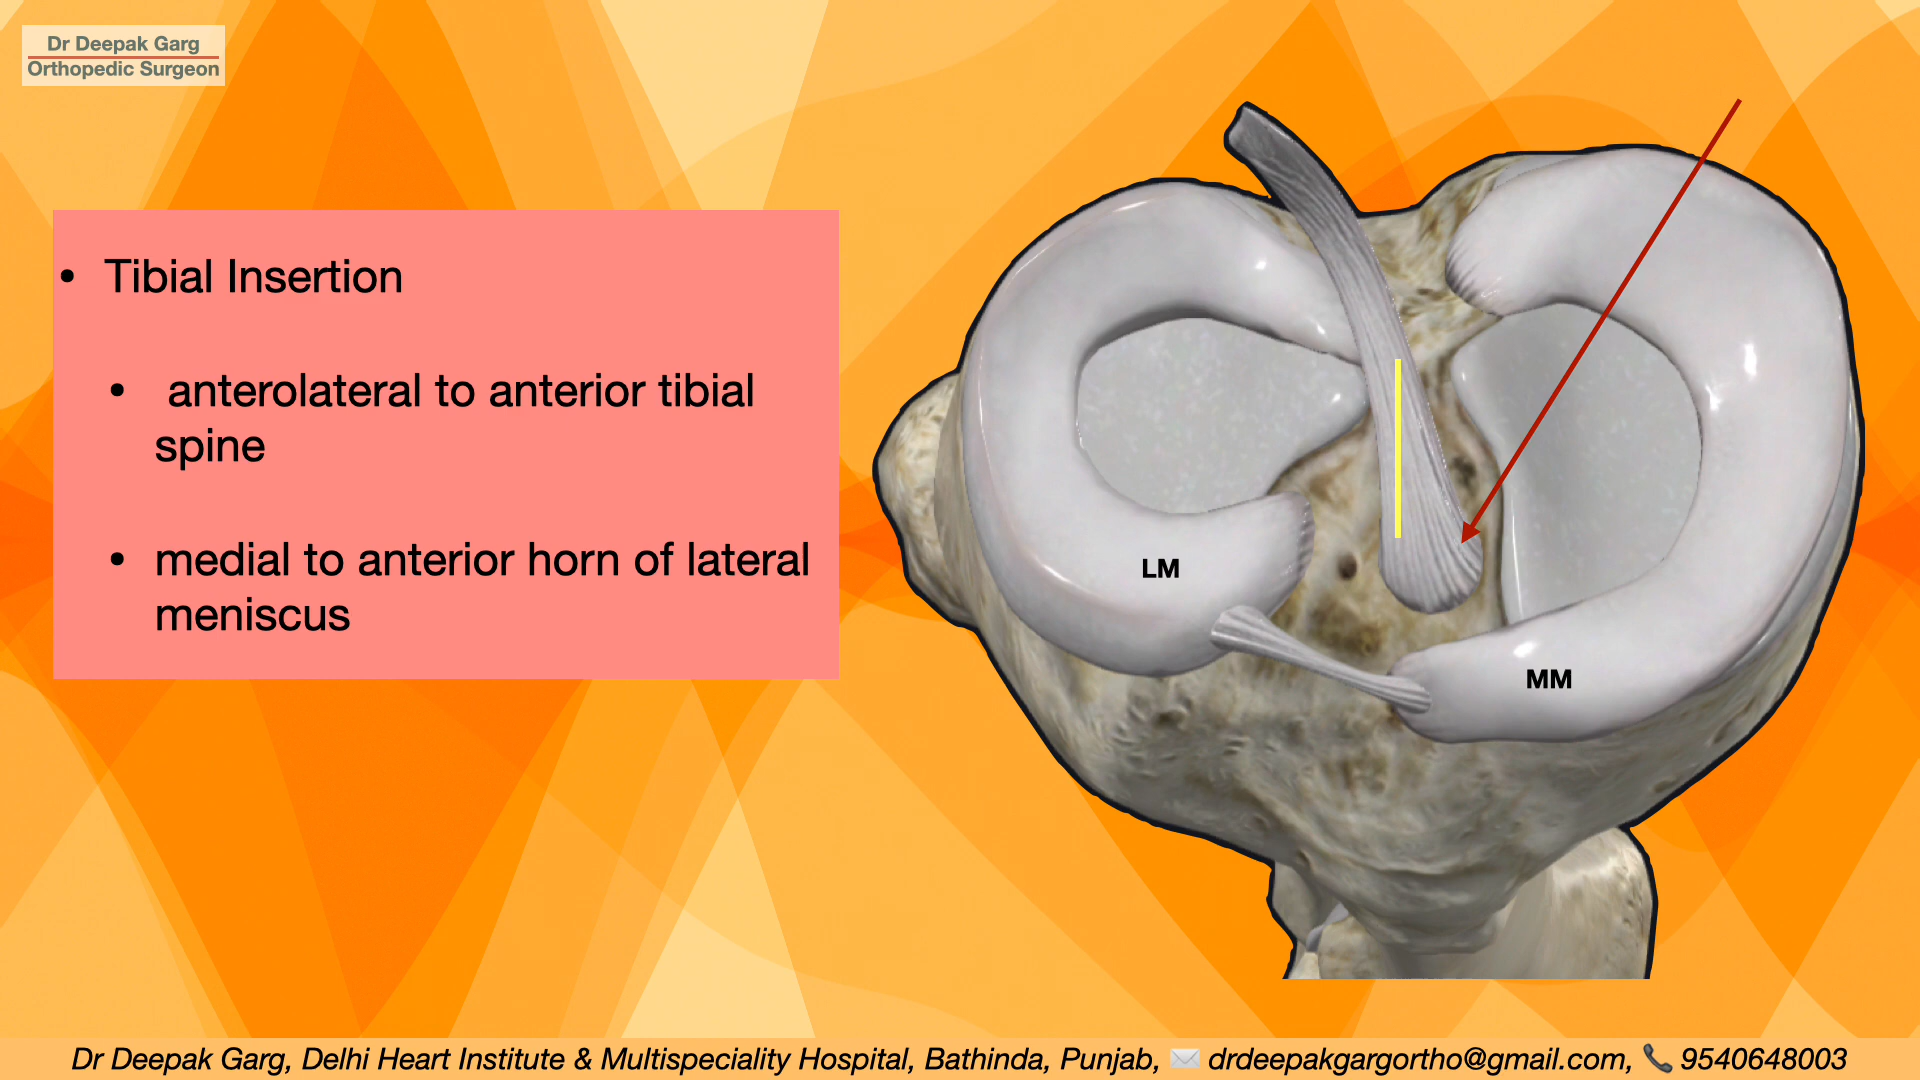 Dr Deepak Garg
Orthopedic Surgeon
• Tibial Insertion
• anterolateral to anterior tibial
spine
• medial to anterior horn of lateral
meniscus
LM
MM
Dr Deepak Garg, Delhi Heart Institute & Multispeciality Hospital, Bathinda, Punjab, ✉️ drdeepakgargortho@gmail.com, 📞 9540648003